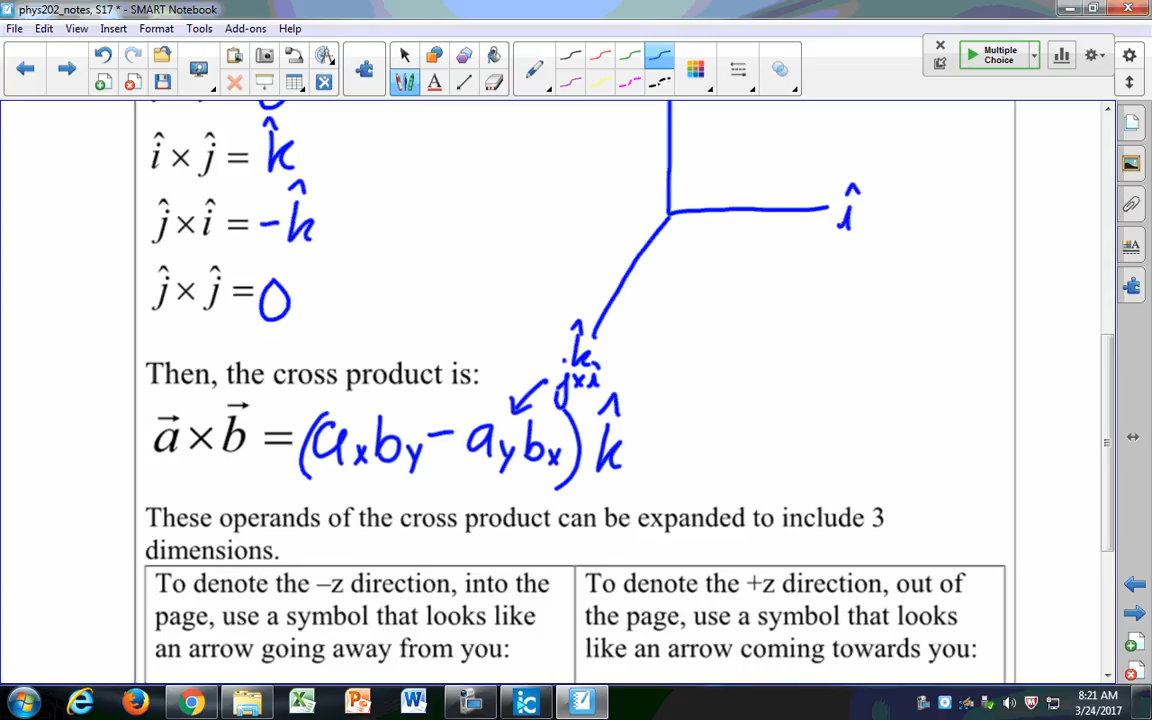 phys202_notes, S17 * - SMART Notebook
File Edit View Insert Format Tools Add-ons Help
Multiple
Choice
î × ĵ = k̂
ĵ × î = -k̂
ĵ × ĵ = 0
î
k̂
j×î
Then, the cross product is:
a⃗ × b⃗ = (aₓb_y - a_ybₓ) k̂
These operands of the cross product can be expanded to include 3
dimensions.
To denote the –z direction, into the
page, use a symbol that looks like
an arrow going away from you:
To denote the +z direction, out of
the page, use a symbol that looks
like an arrow coming towards you:
8:21 AM
3/24/2017